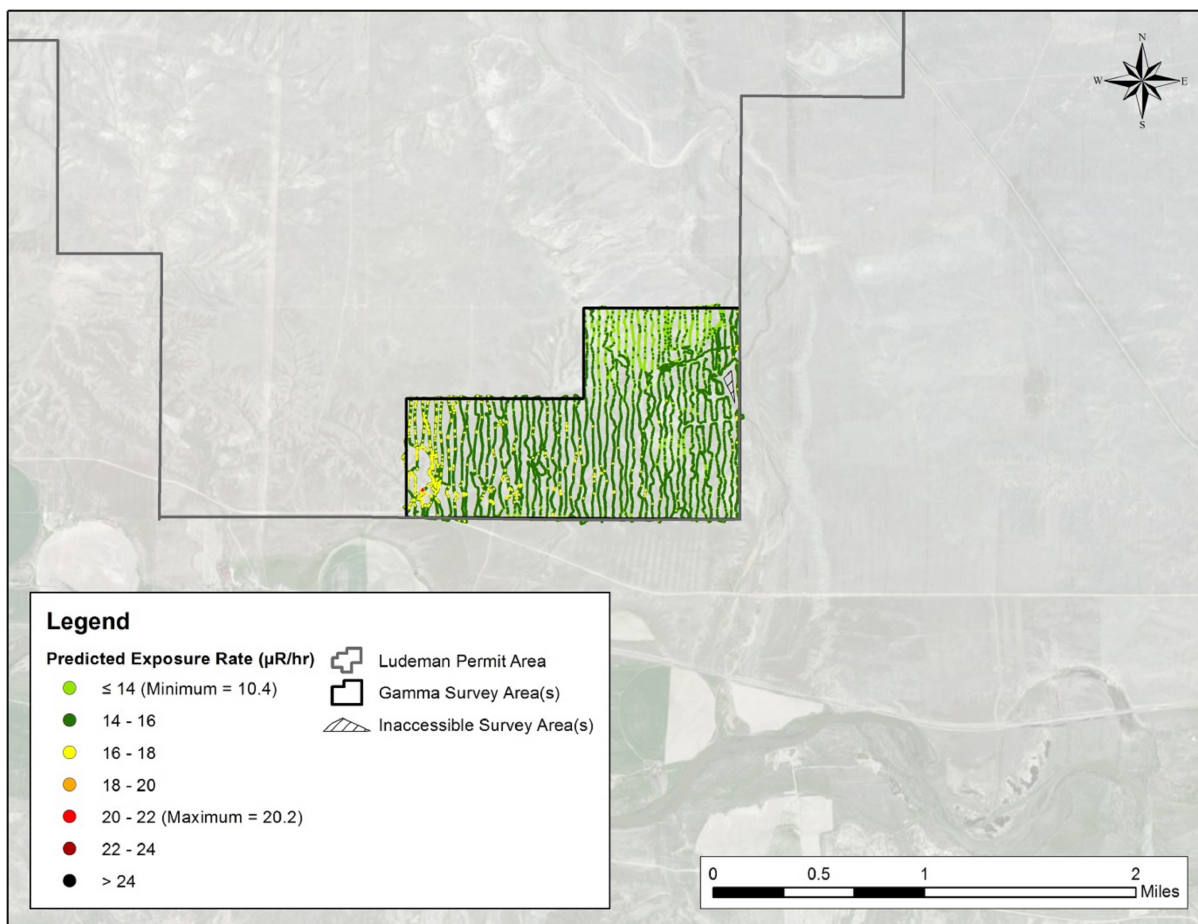 N
W E
S
Legend
Predicted Exposure Rate (µR/hr)
≤ 14 (Minimum = 10.4)
14 - 16
16 - 18
18 - 20
20 - 22 (Maximum = 20.2)
22 - 24
> 24
Ludeman Permit Area
Gamma Survey Area(s)
Inaccessible Survey Area(s)
0 0.5 1 2
Miles